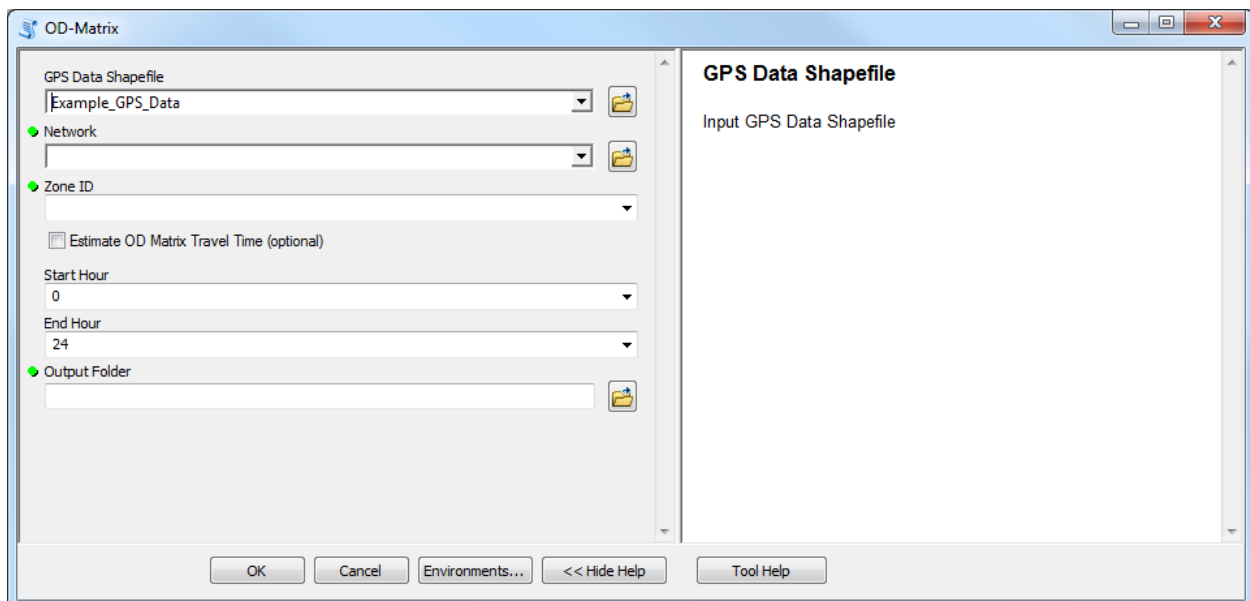 OD-Matrix
GPS Data Shapefile
Example_GPS_Data
Network
Zone ID
Estimate OD Matrix Travel Time (optional)
Start Hour
0
End Hour
24
Output Folder
GPS Data Shapefile
Input GPS Data Shapefile
OK Cancel Environments... << Hide Help Tool Help